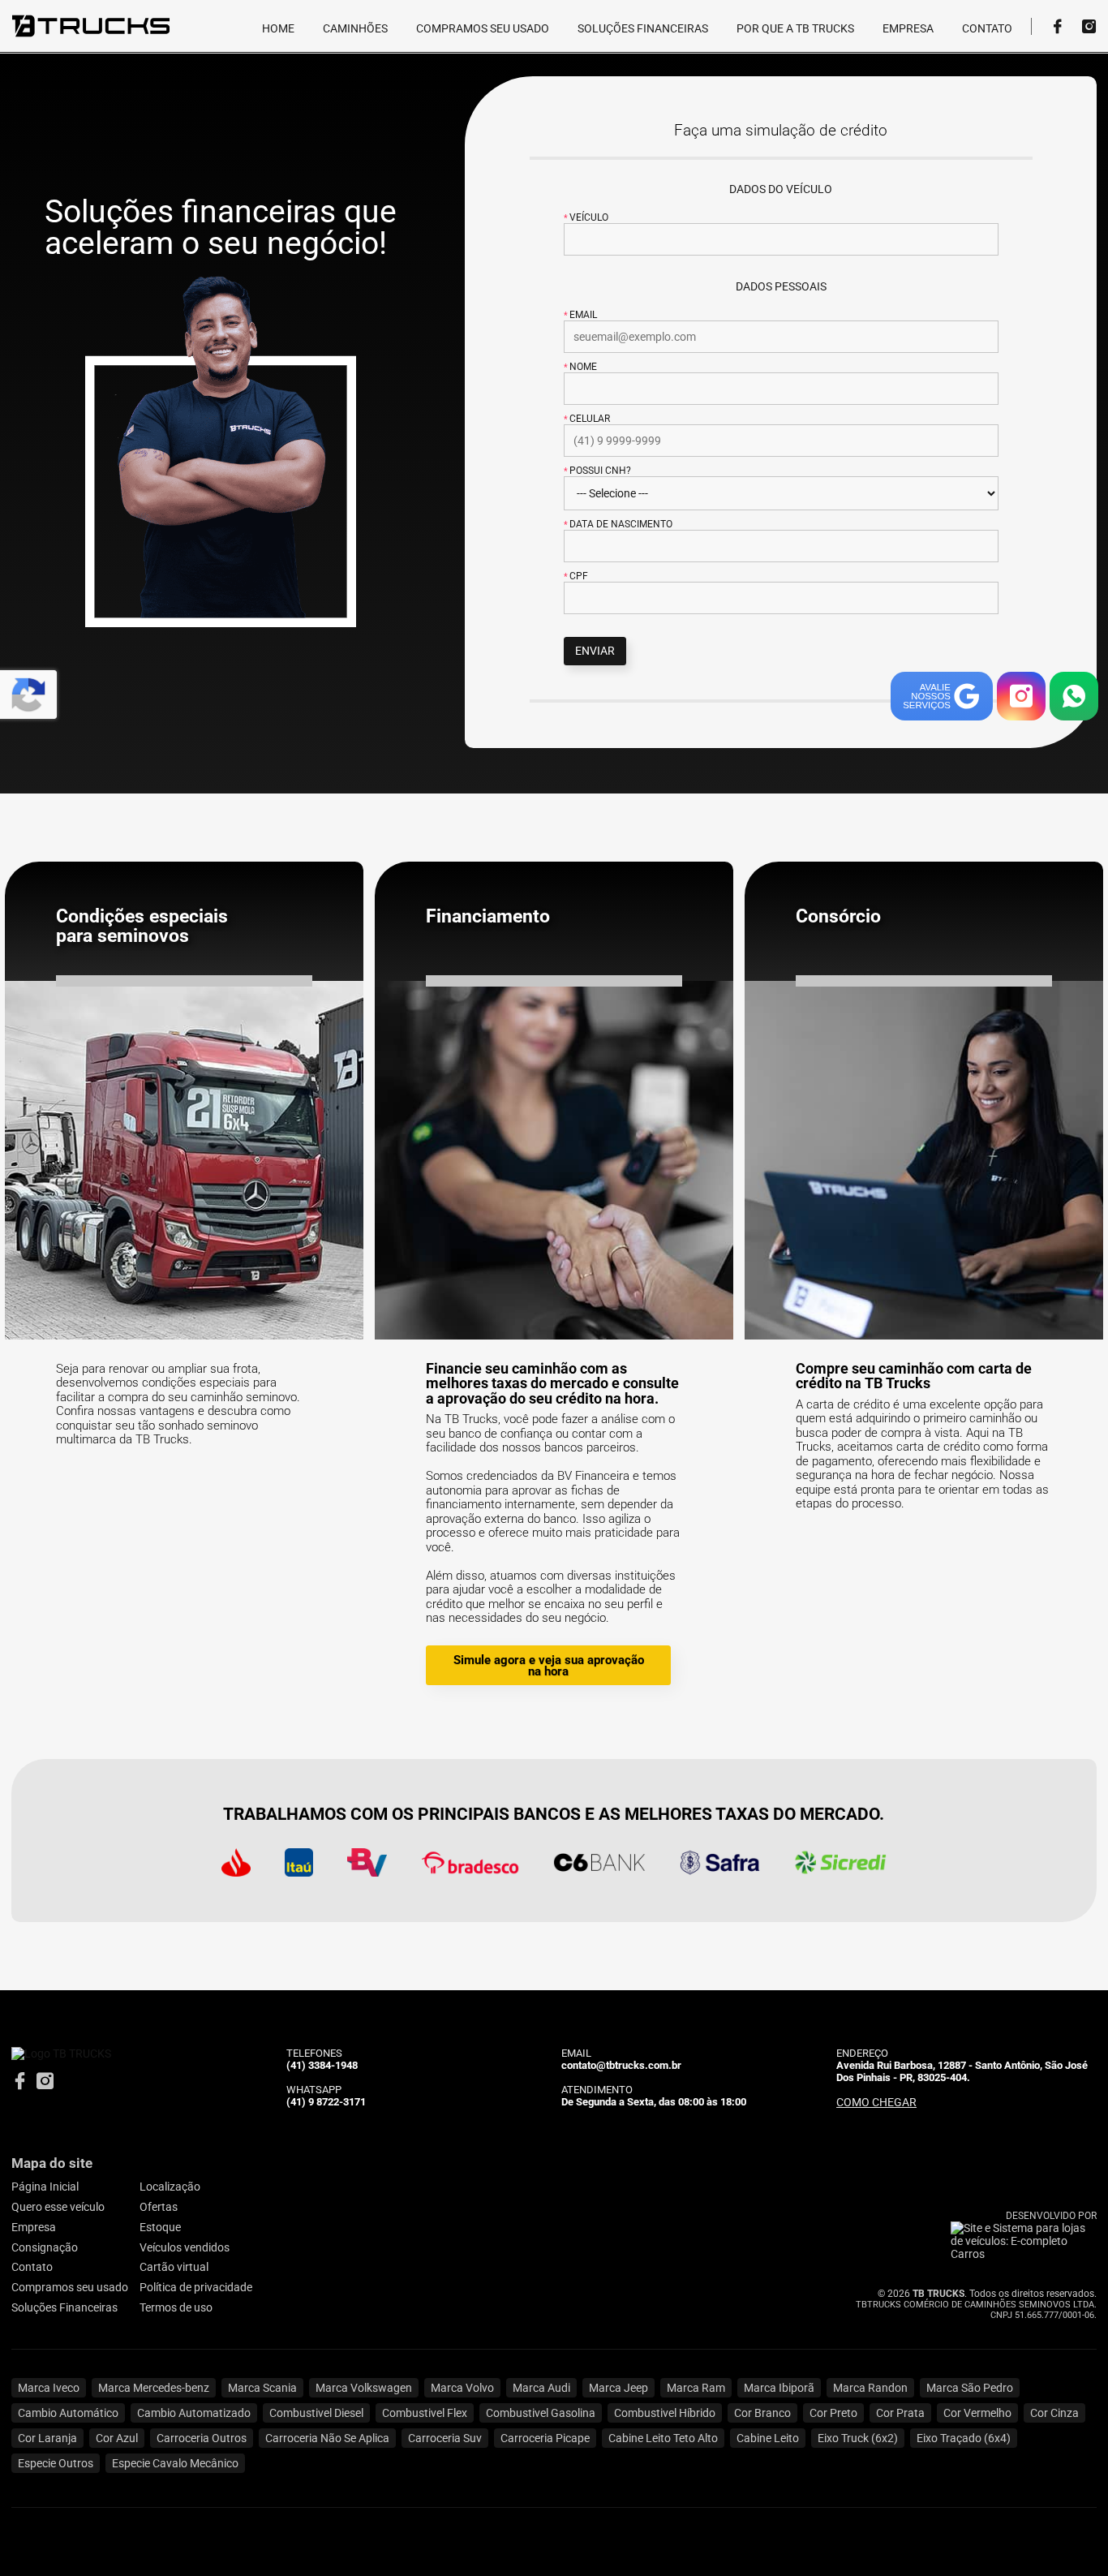 TB TRUCKS
HOME
CAMINHÕES
COMPRAMOS SEU USADO
SOLUÇÕES FINANCEIRAS
POR QUE A TB TRUCKS
EMPRESA
CONTATO
Soluções financeiras que
aceleram o seu negócio!
TRUCKS
Faça uma simulação de crédito
DADOS DO VEÍCULO
* VEÍCULO
DADOS PESSOAIS
* EMAIL
seuemail@exemplo.com
* NOME
* CELULAR
(41) 9 9999-9999
* POSSUI CNH?
--- Selecione ---
* DATA DE NASCIMENTO
* CPF
ENVIAR
AVALIE
NOSSOS
SERVIÇOS
Condições especiais
para seminovos
21
RETARDER
SUSP. MOLA
6x4
Seja para renovar ou ampliar sua frota,
desenvolvemos condições especiais para
facilitar a compra do seu caminhão seminovo.
Confira nossas vantagens e descubra como
conquistar seu tão sonhado seminovo
multimarca da TB Trucks.
Financiamento
TRUCKS
Financie seu caminhão com as
melhores taxas do mercado e consulte
a aprovação do seu crédito na hora.
Na TB Trucks, você pode fazer a análise com o
seu banco de confiança ou contar com a
facilidade dos nossos bancos parceiros.
Somos credenciados da BV Financeira e temos
autonomia para aprovar as fichas de
financiamento internamente, sem depender da
aprovação externa do banco. Isso agiliza o
processo e oferece muito mais praticidade para
você.
Além disso, atuamos com diversas instituições
para ajudar você a escolher a modalidade de
crédito que melhor se encaixa no seu perfil e
nas necessidades do seu negócio.
Simule agora e veja sua aprovação
na hora
Consórcio
TRUCKS
Compre seu caminhão com carta de
crédito na TB Trucks
A carta de crédito é uma excelente opção para
quem está adquirindo o primeiro caminhão ou
busca poder de compra à vista. Aqui na TB
Trucks, aceitamos carta de crédito como forma
de pagamento, oferecendo mais flexibilidade e
segurança na hora de fechar negócio. Nossa
equipe está pronta para te orientar em todas as
etapas do processo.
TRABALHAMOS COM OS PRINCIPAIS BANCOS E AS MELHORES TAXAS DO MERCADO.
Itaú
BV
bradesco
C6 BANK
Safra
Sicredi
Logo TB TRUCKS
TELEFONES
(41) 3384-1948
WHATSAPP
(41) 9 8722-3171
EMAIL
contato@tbtrucks.com.br
ATENDIMENTO
De Segunda a Sexta, das 08:00 às 18:00
ENDEREÇO
Avenida Rui Barbosa, 12887 - Santo Antônio, São José
Dos Pinhais - PR, 83025-404.
COMO CHEGAR
Mapa do site
Página Inicial
Quero esse veículo
Empresa
Consignação
Contato
Compramos seu usado
Soluções Financeiras
Localização
Ofertas
Estoque
Veículos vendidos
Cartão virtual
Política de privacidade
Termos de uso
DESENVOLVIDO POR
Site e Sistema para lojas
de veículos: E-completo
Carros
© 2026 TB TRUCKS. Todos os direitos reservados.
TBTRUCKS COMÉRCIO DE CAMINHÕES SEMINOVOS LTDA.
CNPJ 51.665.777/0001-06.
Marca Iveco Marca Mercedes-benz Marca Scania Marca Volkswagen Marca Volvo Marca Audi Marca Jeep Marca Ram Marca Ibiporã Marca Randon Marca São Pedro
Cambio Automático Cambio Automatizado Combustivel Diesel Combustivel Flex Combustivel Gasolina Combustivel Híbrido Cor Branco Cor Preto Cor Prata Cor Vermelho Cor Cinza
Cor Laranja Cor Azul Carroceria Outros Carroceria Não Se Aplica Carroceria Suv Carroceria Picape Cabine Leito Teto Alto Cabine Leito Eixo Truck (6x2) Eixo Traçado (6x4)
Especie Outros Especie Cavalo Mecânico